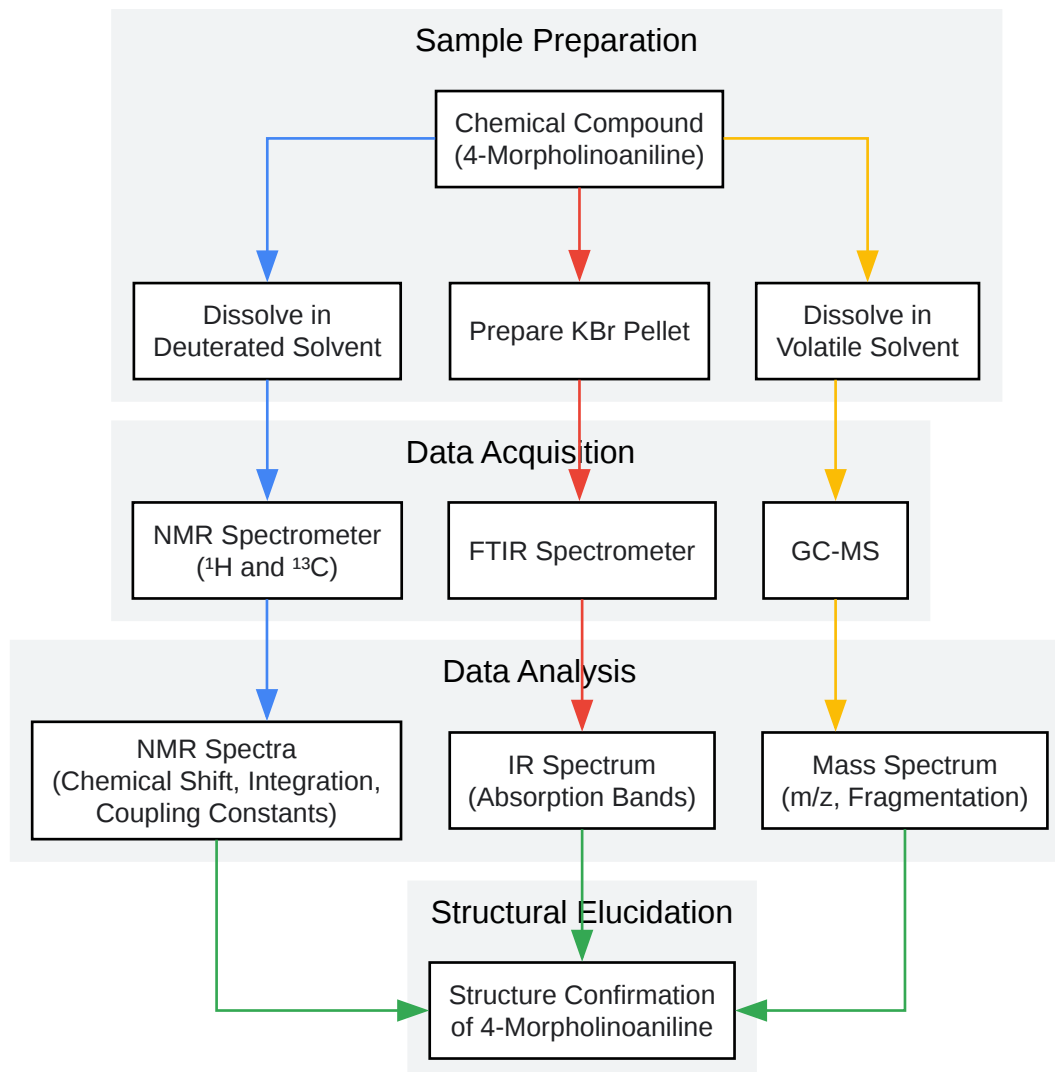 Sample Preparation
Chemical Compound
(4-Morpholinoaniline)
Dissolve in
Deuterated Solvent
Prepare KBr Pellet
Dissolve in
Volatile Solvent
Data Acquisition
NMR Spectrometer
(¹H and ¹³C)
FTIR Spectrometer
GC-MS
Data Analysis
NMR Spectra
(Chemical Shift, Integration,
Coupling Constants)
IR Spectrum
(Absorption Bands)
Mass Spectrum
(m/z, Fragmentation)
Structural Elucidation
Structure Confirmation
of 4-Morpholinoaniline